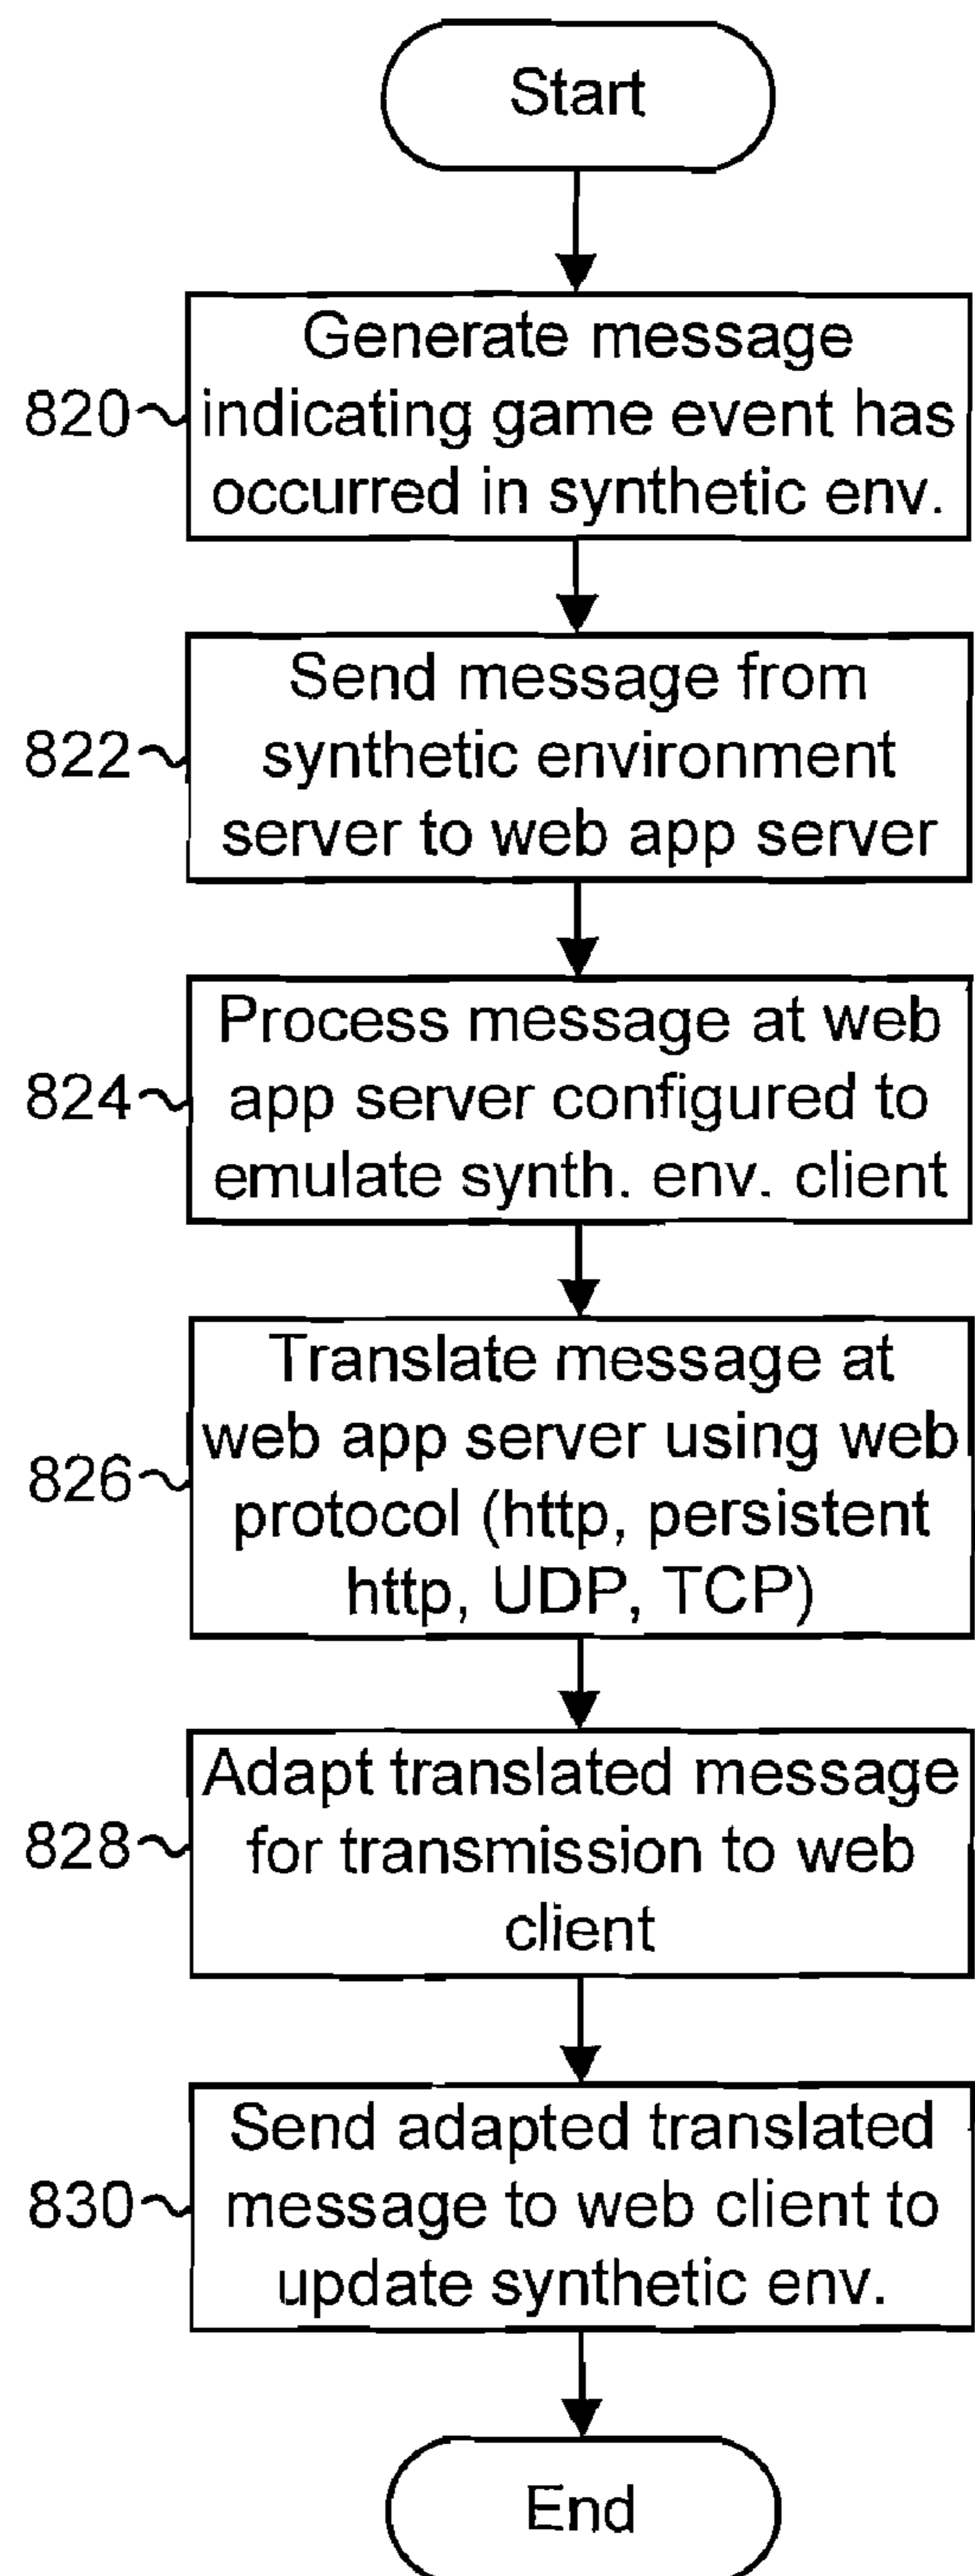 Start
Generate message
820 indicating game event has
occurred in synthetic env.
Send message from
822 synthetic environment
server to web app server
Process message at web
824 app server configured to
emulate synth. env. client
Translate message at
web app server using web
826
protocol (http, persistent
http, UDP, TCP)
Adapt translated message
828 for transmission to web
client
Send adapted translated
830 message to web client to
update synthetic env.
End